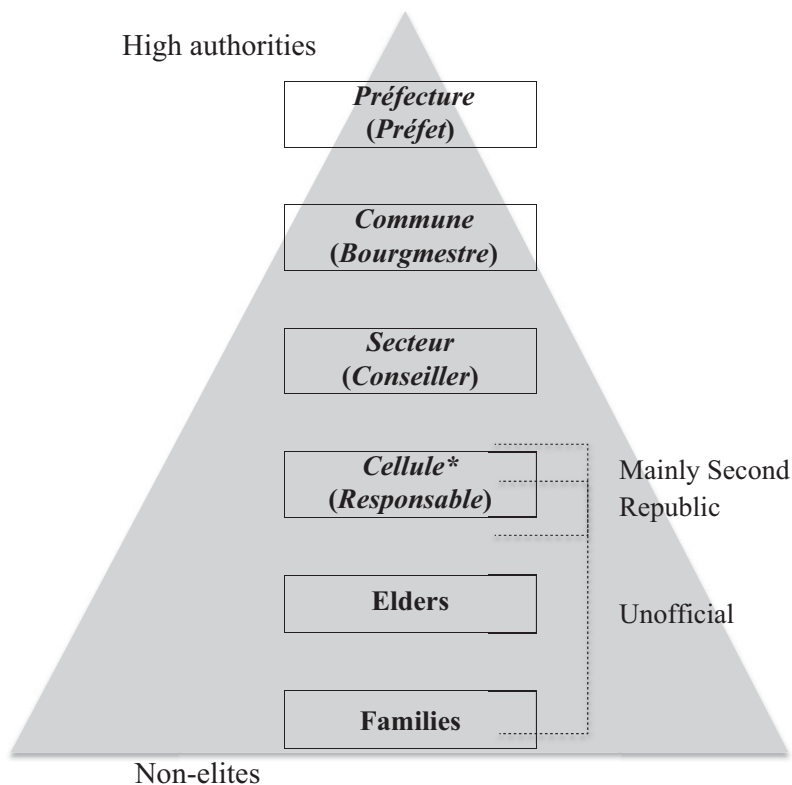 High authorities
Préfecture
(Préfet)
Commune
(Bourgmestre)
Secteur
(Conseiller)
Cellule*
(Responsable)
Mainly Second
Republic
Elders
Unofficial
Families
Non-elites